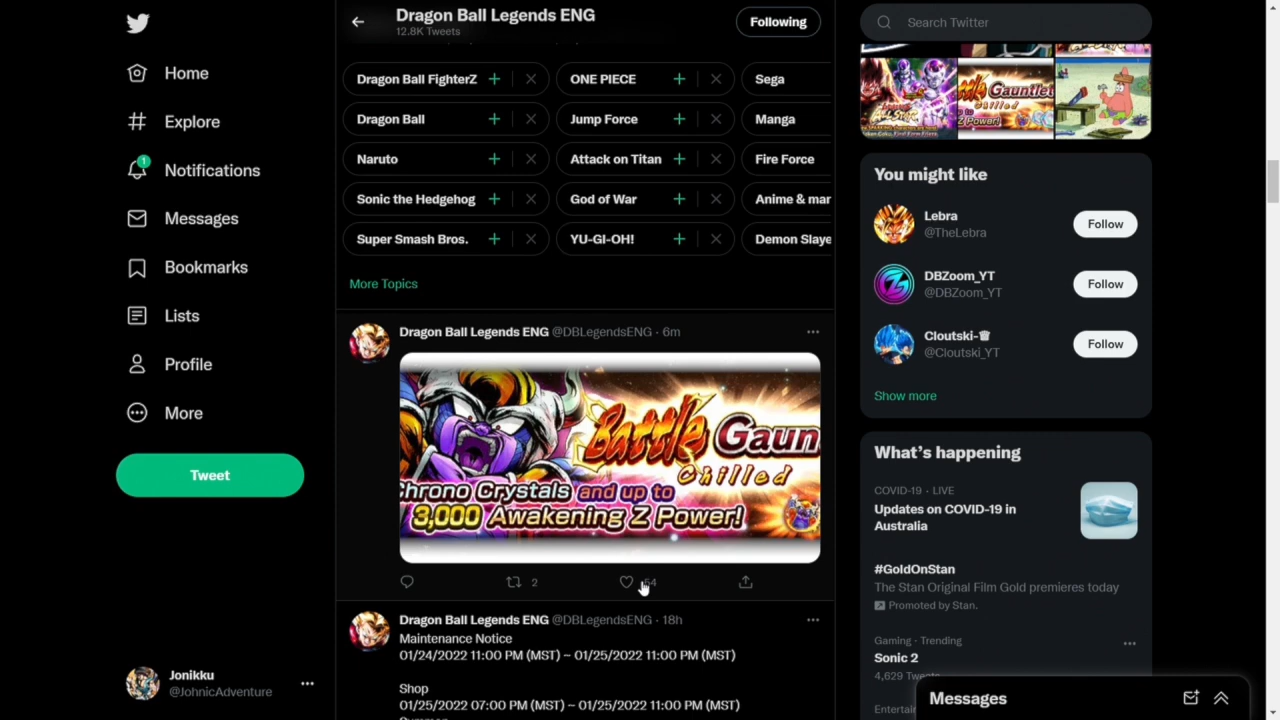 Home
Explore
1
Notifications
Messages
Bookmarks
Lists
Profile
More
Tweet
Jonikku
@JohnicAdventure
Dragon Ball Legends ENG
12.8K Tweets
Following
Dragon Ball FighterZ
ONE PIECE
Sega
Dragon Ball
Jump Force
Manga
Naruto
Attack on Titan
Fire Force
Sonic the Hedgehog
God of War
Anime & mar
Super Smash Bros.
YU-GI-OH!
Demon Slaye
More Topics
Dragon Ball Legends ENG @DBLegendsENG · 6m
Battle Gaun
Chilled
Chrono Crystals and up to
3,000 Awakening Z Power!
2
54
Dragon Ball Legends ENG @DBLegendsENG · 18h
Maintenance Notice
01/24/2022 11:00 PM (MST) – 01/25/2022 11:00 PM (MST)
Shop
01/25/2022 07:00 PM (MST) – 01/25/2022 11:00 PM (MST)
Search Twitter
Gauntlet
Chilled
Z Power!
You might like
Lebra
@TheLebra
Follow
DBZoom_YT
@DBZoom_YT
Follow
Cloutski-♕
@Cloutski_YT
Follow
Show more
What's happening
COVID-19 · LIVE
Updates on COVID-19 in
Australia
#GoldOnStan
The Stan Original Film Gold premieres today
Promoted by Stan.
Gaming · Trending
Sonic 2
4,629 Twe
Entertai
Messages